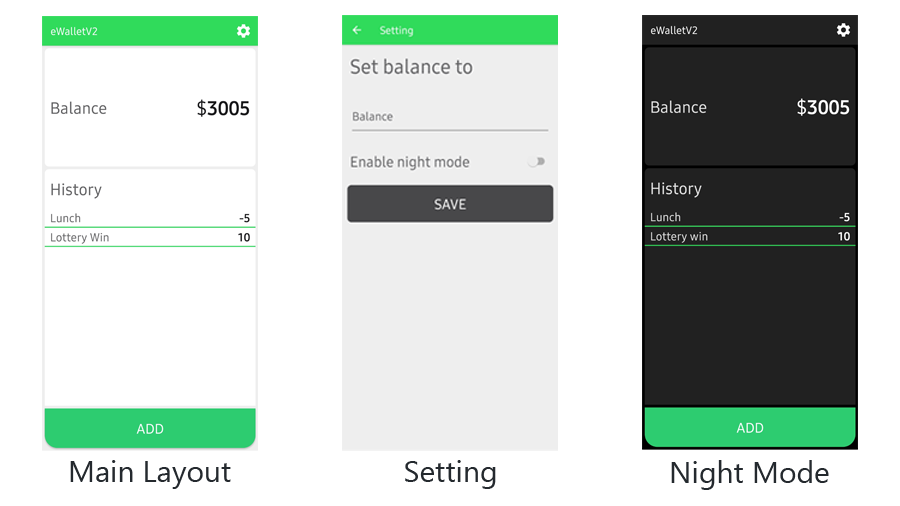 eWalletV2
Balance $3005
History
Lunch -5
Lottery Win 10
ADD
Main Layout
Setting
Set balance to
Balance
Enable night mode
SAVE
Setting
eWalletV2
Balance $3005
History
Lunch -5
Lottery win 10
ADD
Night Mode